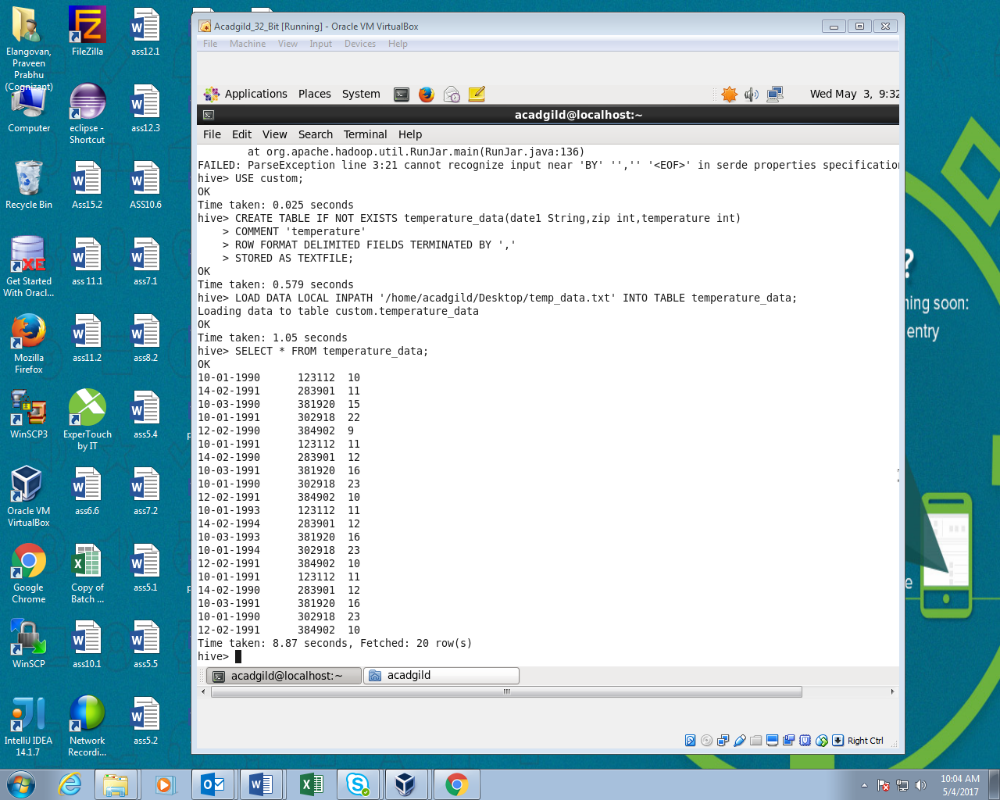 Acadgild_32_Bit [Running] - Oracle VM VirtualBox
File Machine View Input Devices Help
Applications Places System
Wed May 3, 9:32
acadgild@localhost:~
File Edit View Search Terminal Help
at org.apache.hadoop.util.RunJar.main(RunJar.java:136)
FAILED: ParseException line 3:21 cannot recognize input near 'BY' '','' '<EOF>' in serde properties specification
hive> USE custom;
OK
Time taken: 0.025 seconds
hive> CREATE TABLE IF NOT EXISTS temperature_data(date1 String,zip int,temperature int)
> COMMENT 'temperature'
> ROW FORMAT DELIMITED FIELDS TERMINATED BY ','
> STORED AS TEXTFILE;
OK
Time taken: 0.579 seconds
hive> LOAD DATA LOCAL INPATH '/home/acadgild/Desktop/temp_data.txt' INTO TABLE temperature_data;
Loading data to table custom.temperature_data
OK
Time taken: 1.05 seconds
hive> SELECT * FROM temperature_data;
OK
10-01-1990 123112 10
14-02-1991 283901 11
10-03-1990 381920 15
10-01-1991 302918 22
12-02-1990 384902 9
10-01-1991 123112 11
14-02-1990 283901 12
10-03-1991 381920 16
10-01-1990 302918 23
12-02-1991 384902 10
10-01-1993 123112 11
14-02-1994 283901 12
10-03-1993 381920 16
10-01-1994 302918 23
12-02-1991 384902 10
10-01-1991 123112 11
14-02-1990 283901 12
10-03-1991 381920 16
10-01-1990 302918 23
12-02-1991 384902 10
Time taken: 8.87 seconds, Fetched: 20 row(s)
hive>
acadgild@localhost:~
acadgild
Right Ctrl
Elangovan,
Praveen
Prabhu
(Cognizant)
FileZilla
ass12.1
Computer
eclipse -
Shortcut
ass12.3
Recycle Bin
Ass15.2
ASS10.6
XE
Get Started
With Oracl...
ass 11.1
ass7.1
Mozilla
Firefox
ass11.2
ass8.2
WinSCP3
ExperTouch
by IT
ass5.4
Oracle VM
VirtualBox
ass6.6
ass7.2
Google
Chrome
Copy of
Batch ...
ass5.1
WinSCP
ass10.1
ass5.5
IntelliJ IDEA
14.1.7
Network
Recordi...
ass5.2
?
ning soon:
entry
10:04 AM
5/4/2017